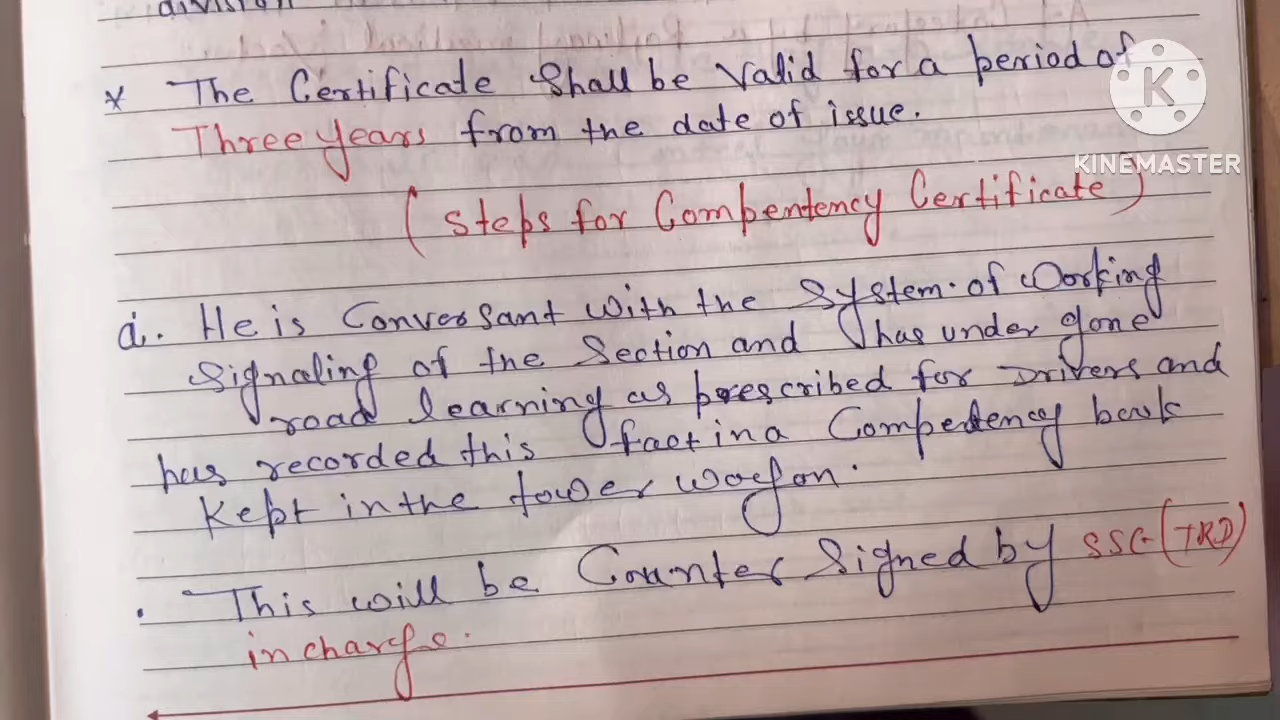 division
* The Certificate Shall be Valid for a period of
Three years from the date of issue.
(Steps for Compentency Certificate)
d. He is Conversant with the System of Working
Signaling of the Section and has under gone
road learning as prescribed for Drivers and
has recorded this fact in a Compedency
Kept in the tower wagon.
. This will be Counter Signed by (TRD)
incharge.
K
KINEMASTER